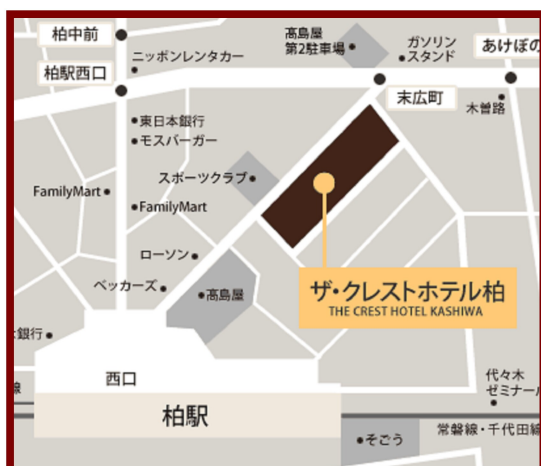 柏中前
ニッポンレンタカー
髙島屋
第2駐車場
ガソリン
スタンド
あけぼの
柏駅西口
末広町
木曽路
東日本銀行
モスバーガー
スポーツクラブ
FamilyMart
FamilyMart
ローソン
ベッカーズ
髙島屋
ザ・クレストホテル柏
THE CREST HOTEL KASHIWA
銀行
西口
代々木
ゼミナール
線
柏駅
常磐線・千代田線
そごう